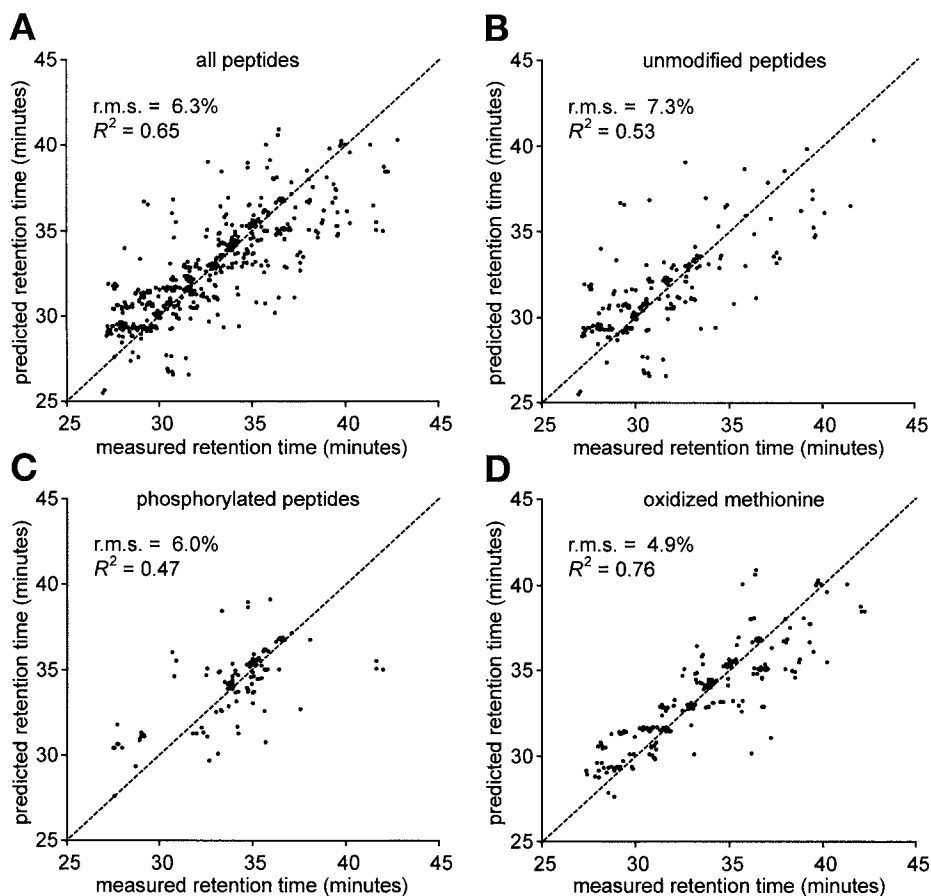 A
all peptides
r.m.s. = 6.3%
R² = 0.65
predicted retention time (minutes)
45
40
35
30
25
25 30 35 40 45
measured retention time (minutes)
B
unmodified peptides
r.m.s. = 7.3%
R² = 0.53
predicted retention time (minutes)
45
40
35
30
25
25 30 35 40 45
measured retention time (minutes)
C
phosphorylated peptides
r.m.s. = 6.0%
R² = 0.47
predicted retention time (minutes)
45
40
35
30
25
25 30 35 40 45
measured retention time (minutes)
D
oxidized methionine
r.m.s. = 4.9%
R² = 0.76
predicted retention time (minutes)
45
40
35
30
25
25 30 35 40 45
measured retention time (minutes)